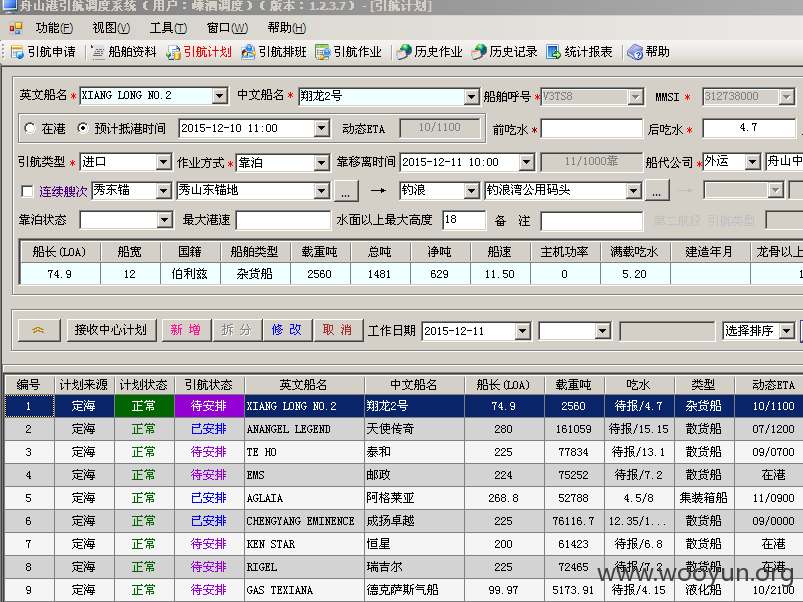 舟山港引航调度系统（用户：嵊泗调度）（版本：1.2.3.7）- [引航计划]
功能(F) 视图(V) 工具(T) 窗口(W) 帮助(H)
引航申请 船舶资料 引航计划 引航排班 引航作业 历史作业 历史记录 统计报表 帮助
英文船名* XIANG LONG NO.2 中文船名* 翔龙2号 船舶呼号* V3TS8 MMSI * 312738000
在港 预计抵港时间 2015-12-10 11:00 动态ETA 10/1100 前吃水* 后吃水* 4.7
引航类型* 进口 作业方式* 靠泊 靠移离时间 2015-12-11 10:00 11/1000靠 船代公司* 外运 舟山中
连续艘次 秀东锚 秀山东锚地 ... → 钓浪 钓浪湾公用码头 ... →
靠泊状态 最大港速 水面以上最大高度 18 备 注 第二航段 引航类型
船长(LOA) 船宽 国籍 船舶类型 载重吨 总吨 净吨 船速 主机功率 满载吃水 建造年月 龙骨以上
74.9 12 伯利兹 杂货船 2560 1481 629 11.50 0 5.20 1
接收中心计划 新 增 拆 分 修 改 取 消 工作日期 2015-12-11 选择排序
编号 计划来源 计划状态 引航状态 英文船名 中文船名 船长(LOA) 载重吨 吃水 类型 动态ETA
1 定海 正常 待安排 XIANG LONG NO.2 翔龙2号 74.9 2560 待报/4.7 杂货船 10/1100
2 定海 正常 已安排 ANANGEL LEGEND 天使传奇 280 161059 待报/15.15 散货船 07/1200
3 定海 正常 待安排 TE HO 泰和 225 77834 待报/13.1 散货船 09/0700
4 定海 正常 待安排 EMS 邮政 224 75252 待报/7.2 散货船 在港
5 定海 正常 已安排 AGLAIA 阿格莱亚 268.8 52788 4.5/8 集装箱船 11/0900
6 定海 正常 已安排 CHENGYANG EMINENCE 成扬卓越 225 76116.7 12.35/1... 散货船 09/0000
7 定海 正常 待安排 KEN STAR 恒星 200 61423 待报/6.8 散货船 在港
8 定海 正常 待安排 RIGEL 瑞吉尔 225 72465 待报/7.2 散货船 在港
9 定海 正常 待安排 GAS TEXIANA 德克萨斯气船 99.97 5173.91 待报/4.15 液化船 10/2100
www.wooyun.org